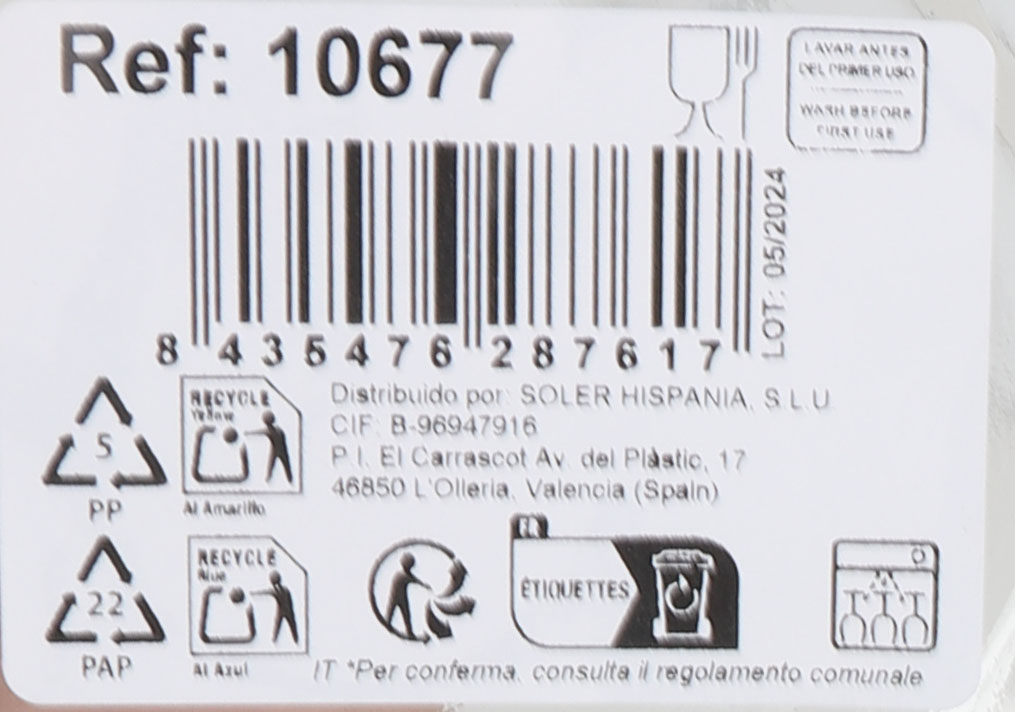 Ref: 10677
LAVAR ANTES
DEL PRIMER USO
WASH BEFORE
FIRST USE
LOT: 05/2024
8 435476 287617
5
PP
RECYCLE
Yellow
Al Amarillo
Distribuido por: SOLER HISPANIA, S.L.U.
CIF: B-96947916
P.I. El Carrascot Av. del Plàstic, 17
46850 L'Olleria, Valencia (Spain)
22
PAP
RECYCLE
Blue
Al Azul
FR
ÉTIQUETTES
IT *Per conferma, consulta il regolamento comunale